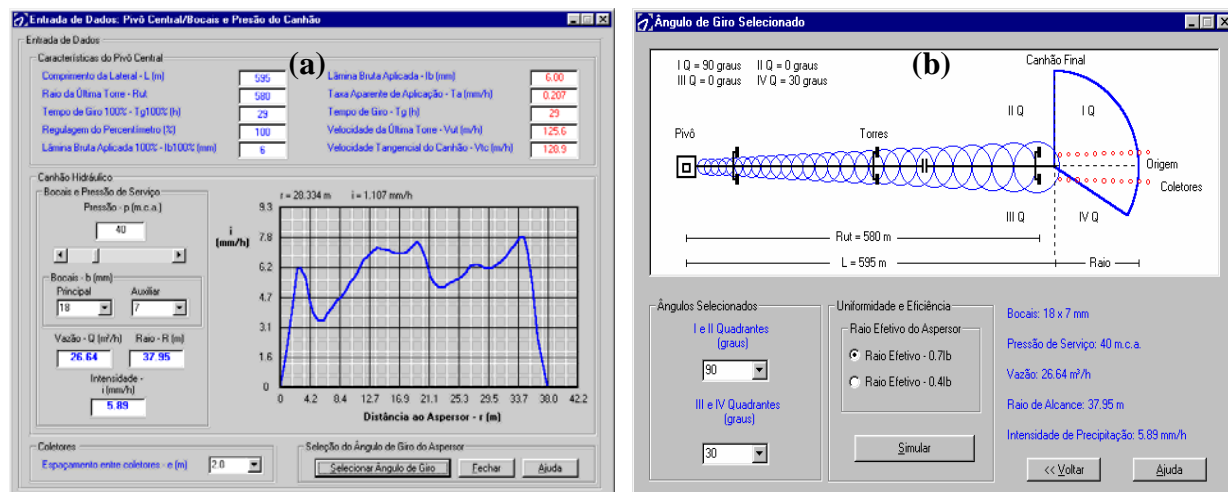 Entrada de Dados: Pivô Central/Bocais e Presão do Canhão
Entrada de Dados
(a)
Características do Pivô Central
Comprimento da Lateral - L (m) 595
Lâmina Bruta Aplicada - lb (mm) 6.00
Raio da Última Torre - Rut 580
Taxa Aparente de Aplicação - Ta (mm/h) 0.207
Tempo de Giro 100% - Tg100% (h) 29
Tempo de Giro - Tg (h) 29
Regulagem do Percentímetro (%) 100
Velocidade da Última Torre - Vut (m/h) 125.6
Lâmina Bruta Aplicada 100% - lb100% (mm) 6
Velocidade Tangencial do Canhão - Vtc (m/h) 128.9
Canhão Hidráulico
Bocais e Pressão de Serviço
Pressão - p (m.c.a.)
40
Bocais - b (mm)
Principal Auxiliar
18 7
Vazão - Q (m³/h) Raio - R (m)
26.64 37.95
Intensidade -
i (mm/h)
5.89
r = 28.334 m i = 1.107 mm/h
i
(mm/h)
9.3
7.8
6.2
4.7
3.1
1.6
0
0 4.2 8.4 12.7 16.9 21.1 25.3 29.5 33.7 38.0 42.2
Distância ao Aspersor - r (m)
Coletores
Espaçamento entre coletores - e (m) 2.0
Seleção do Ângulo de Giro do Aspersor
Selecionar Ângulo de Giro Fechar Ajuda
Ângulo de Giro Selecionado
(b)
I Q = 90 graus II Q = 0 graus
III Q = 0 graus IV Q = 30 graus
Canhão Final
II Q I Q
Pivô
Torres
Origem
Coletores
III Q IV Q
Rut = 580 m
L = 595 m
Raio
Ângulos Selecionados
I e II Quadrantes
(graus)
90
III e IV Quadrantes
(graus)
30
Uniformidade e Eficiência
Raio Efetivo do Aspersor
Raio Efetivo - 0.7lb
Raio Efetivo - 0.4lb
Simular
Bocais: 18 x 7 mm
Pressão de Serviço: 40 m.c.a.
Vazão: 26.64 m³/h
Raio de Alcance: 37.95 m
Intensidade de Precipitação: 5.89 mm/h
<< Voltar Ajuda